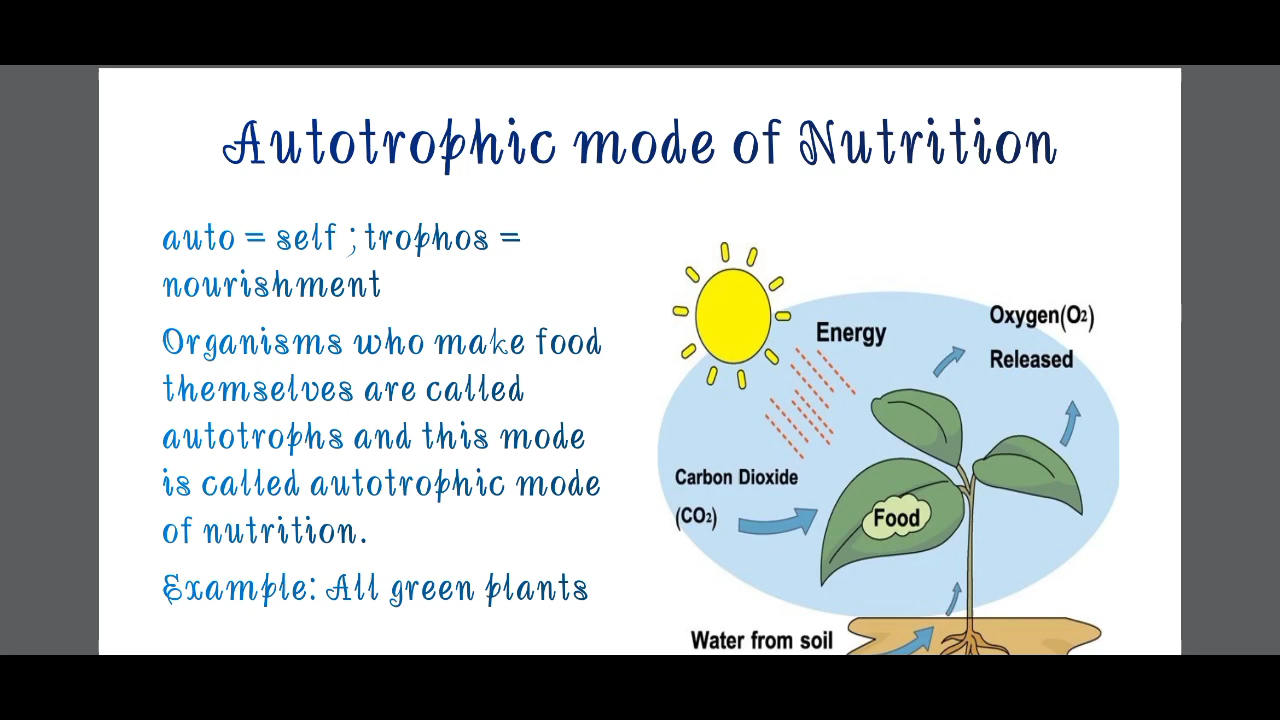 Autotrophic mode of Nutrition
auto = self ; trophos =
nourishment
Organisms who make food
themselves are called
autotrophs and this mode
is called autotrophic mode
of nutrition.
Example: All green plants
Energy
Oxygen(O₂)
Released
Carbon Dioxide
(CO₂)
Food
Water from soil